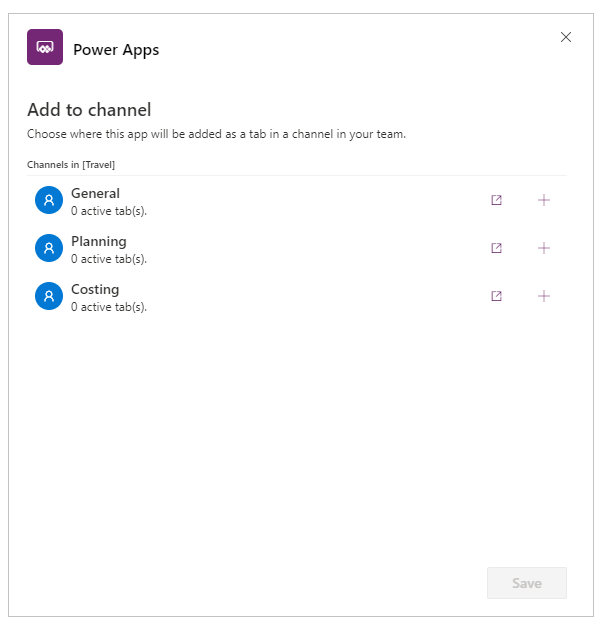 Power Apps
Add to channel
Choose where this app will be added as a tab in a channel in your team.
Channels in [Travel]
General
0 active tab(s).
Planning
0 active tab(s).
Costing
0 active tab(s).
Save